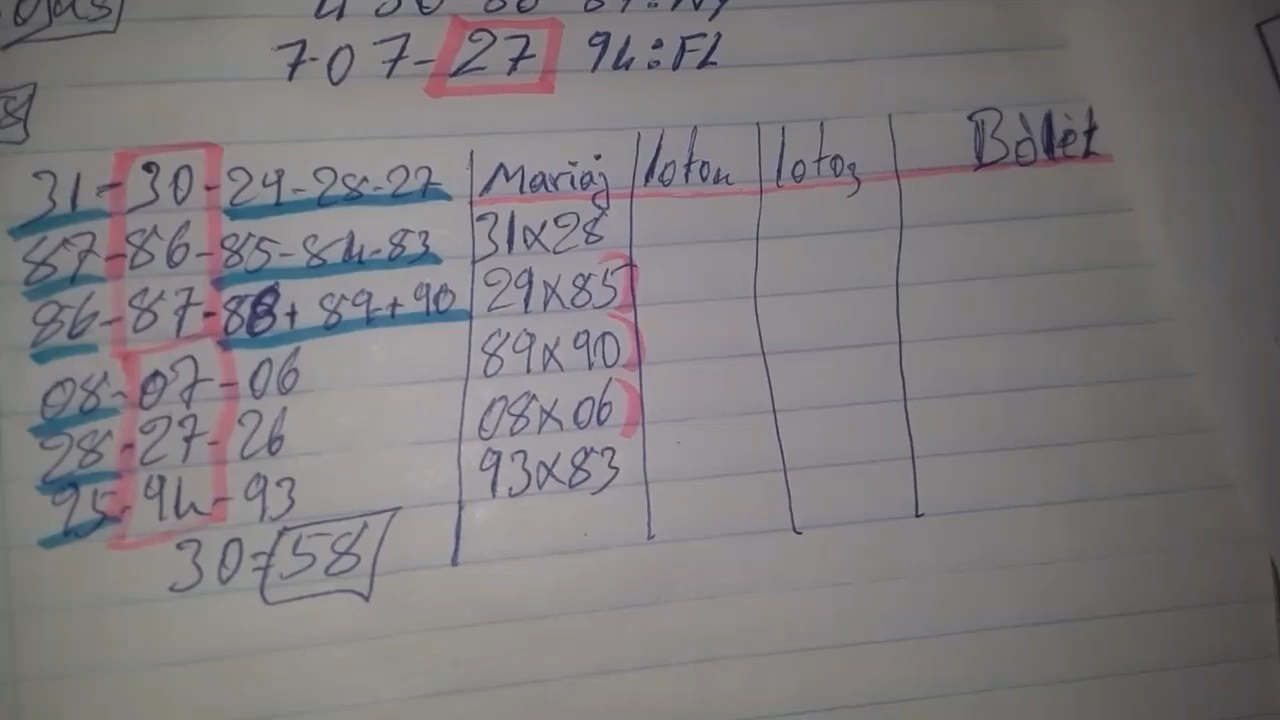 7-07-27 94:FL
31-30-29-28-27 Mariaj loto4 loto3 Bòlèt
87-86-85-84-83 31x28
86-87-88+89+90 29x85
89x90
08-07-06 08x06
28-27-26 93x83
95-94-93
30=58